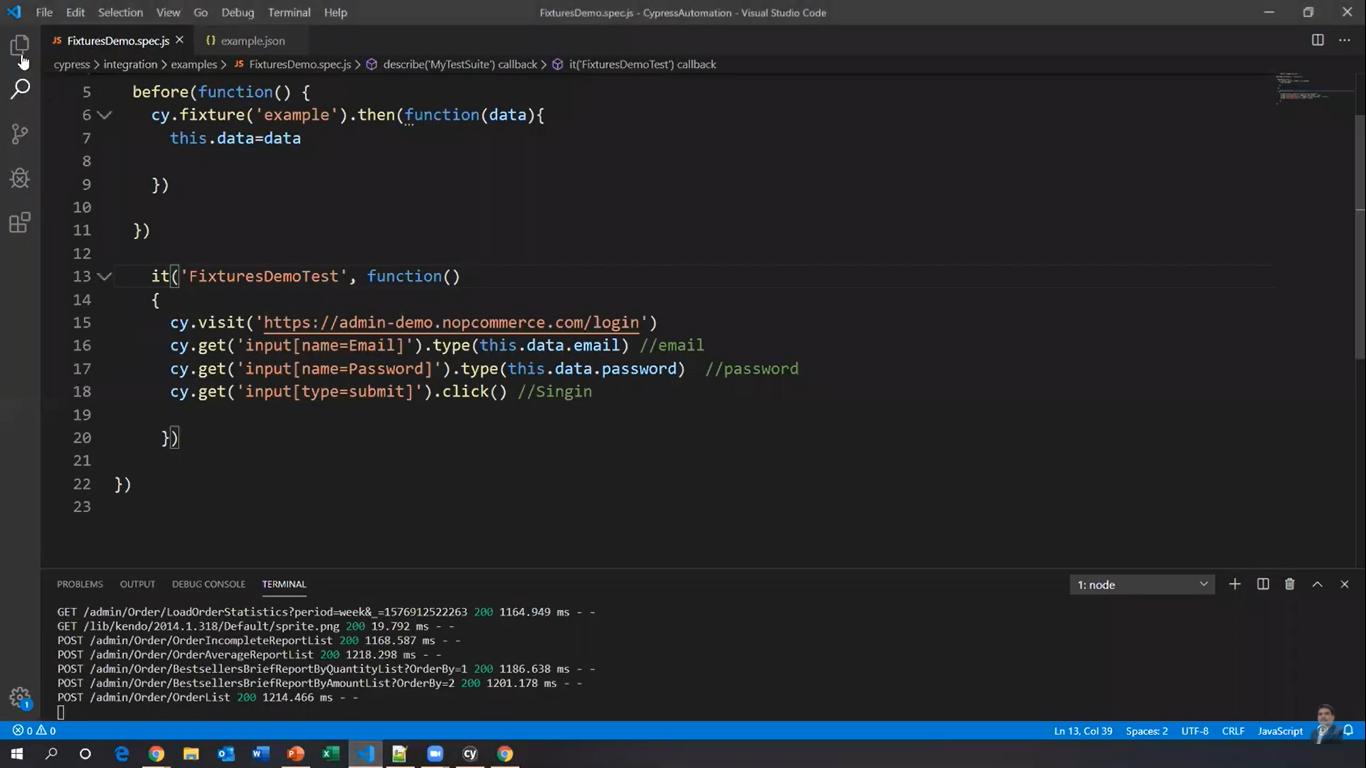 File Edit Selection View Go Debug Terminal Help FixturesDemo.spec.js - CypressAutomation - Visual Studio Code
JS FixturesDemo.spec.js {} example.json
cypress > integration > examples > JS FixturesDemo.spec.js > describe('MyTestSuite') callback > it('FixturesDemoTest') callback
5 before(function() {
6 cy.fixture('example').then(function(data){
7 this.data=data
8
9 })
10
11 })
12
13 it('FixturesDemoTest', function()
14 {
15 cy.visit('https://admin-demo.nopcommerce.com/login')
16 cy.get('input[name=Email]').type(this.data.email) //email
17 cy.get('input[name=Password]').type(this.data.password) //password
18 cy.get('input[type=submit]').click() //Singin
19
20 })
21
22 })
23
PROBLEMS OUTPUT DEBUG CONSOLE TERMINAL 1: node
GET /admin/Order/LoadOrderStatistics?period=week&_=1576912522263 200 1164.949 ms - -
GET /lib/kendo/2014.1.318/Default/sprite.png 200 19.792 ms - -
POST /admin/Order/OrderIncompleteReportList 200 1168.587 ms - -
POST /admin/Order/OrderAverageReportList 200 1218.298 ms - -
POST /admin/Order/BestsellersBriefReportByQuantityList?OrderBy=1 200 1186.638 ms - -
POST /admin/Order/BestsellersBriefReportByAmountList?OrderBy=2 200 1201.178 ms - -
POST /admin/Order/OrderList 200 1214.466 ms - -
1
0 0 Ln 13, Col 39 Spaces: 2 UTF-8 CRLF JavaScript
cy